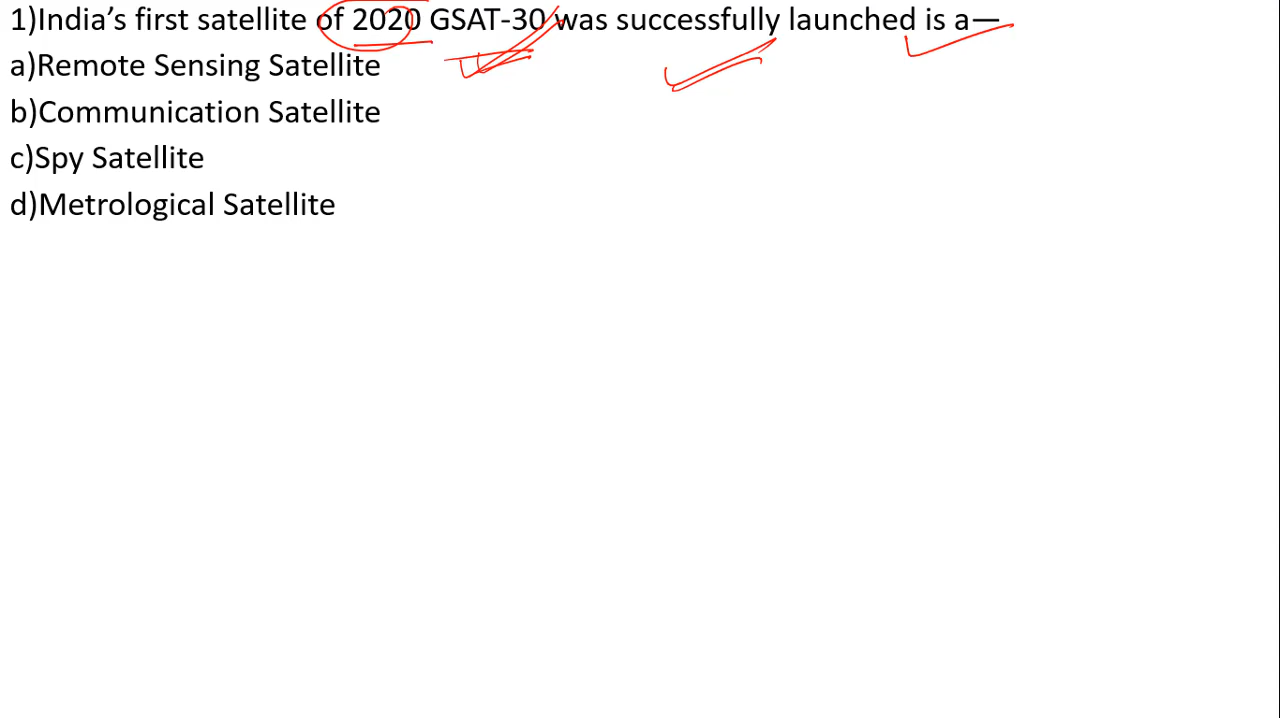 1)India’s first satellite of 2020 GSAT-30 was successfully launched is a—
a)Remote Sensing Satellite
b)Communication Satellite
c)Spy Satellite
d)Metrological Satellite